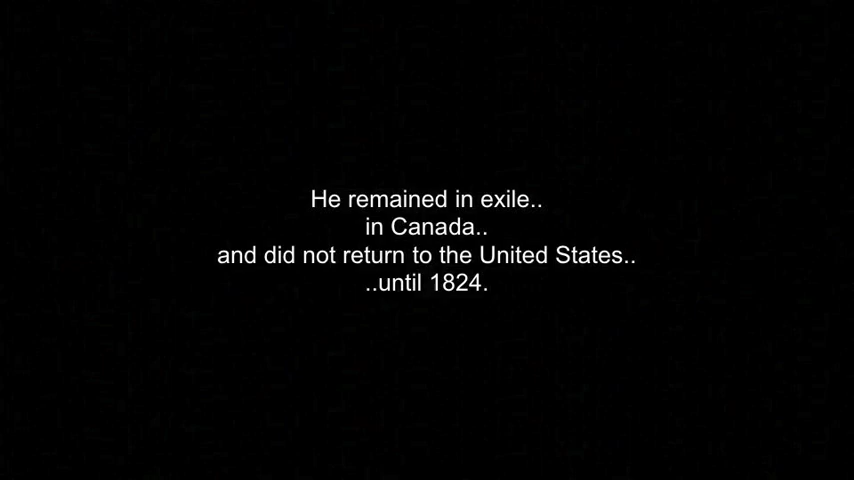 He remained in exile..
in Canada..
and did not return to the United States..
..until 1824.